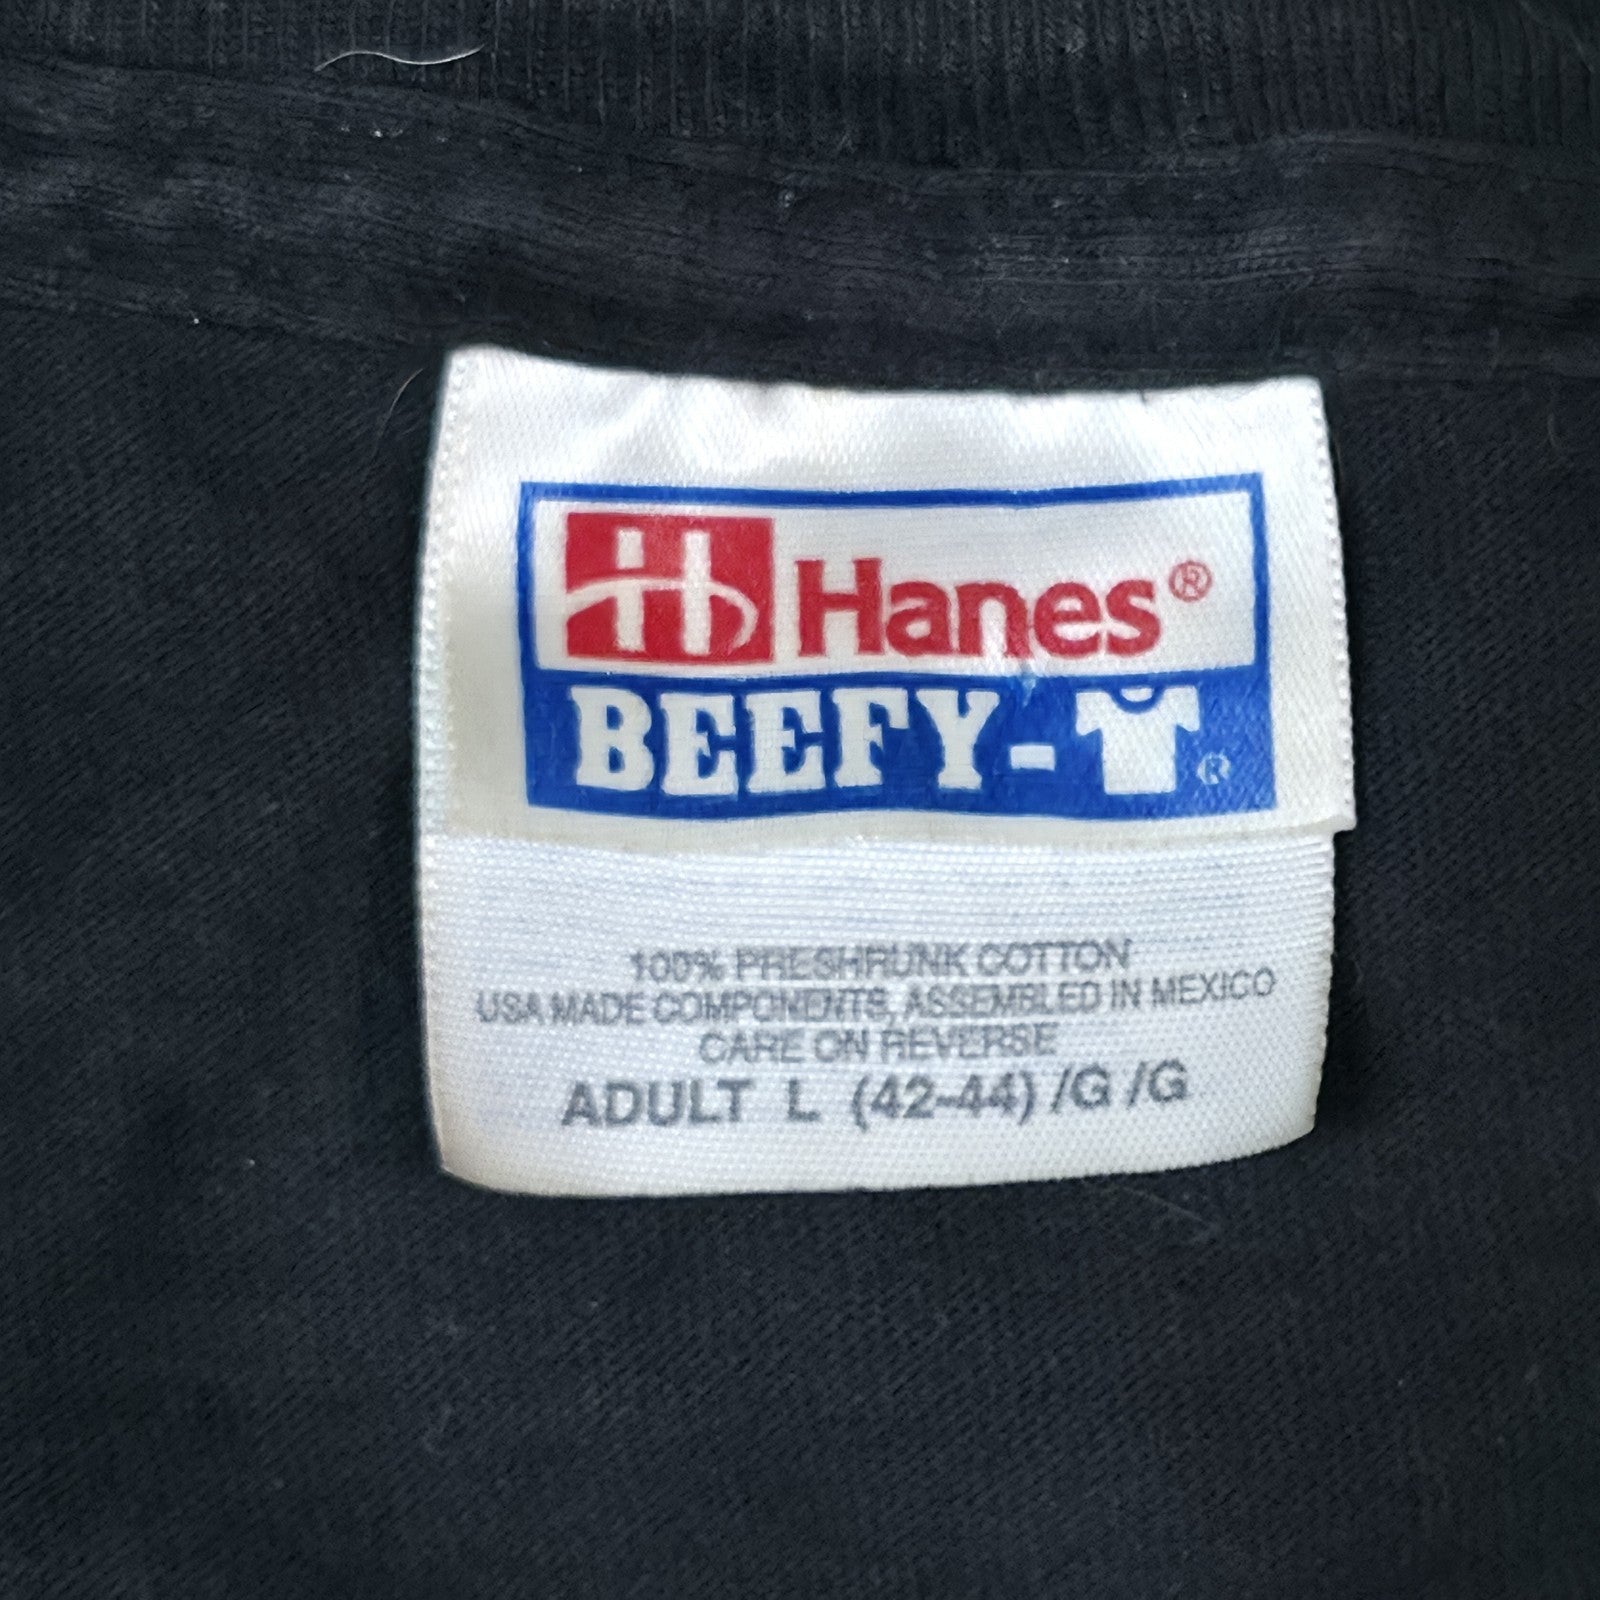 H Hanes®
BEEFY-T®
100% PRESHRUNK COTTON
USA MADE COMPONENTS, ASSEMBLED IN MEXICO
CARE ON REVERSE
ADULT L (42-44) /G /G